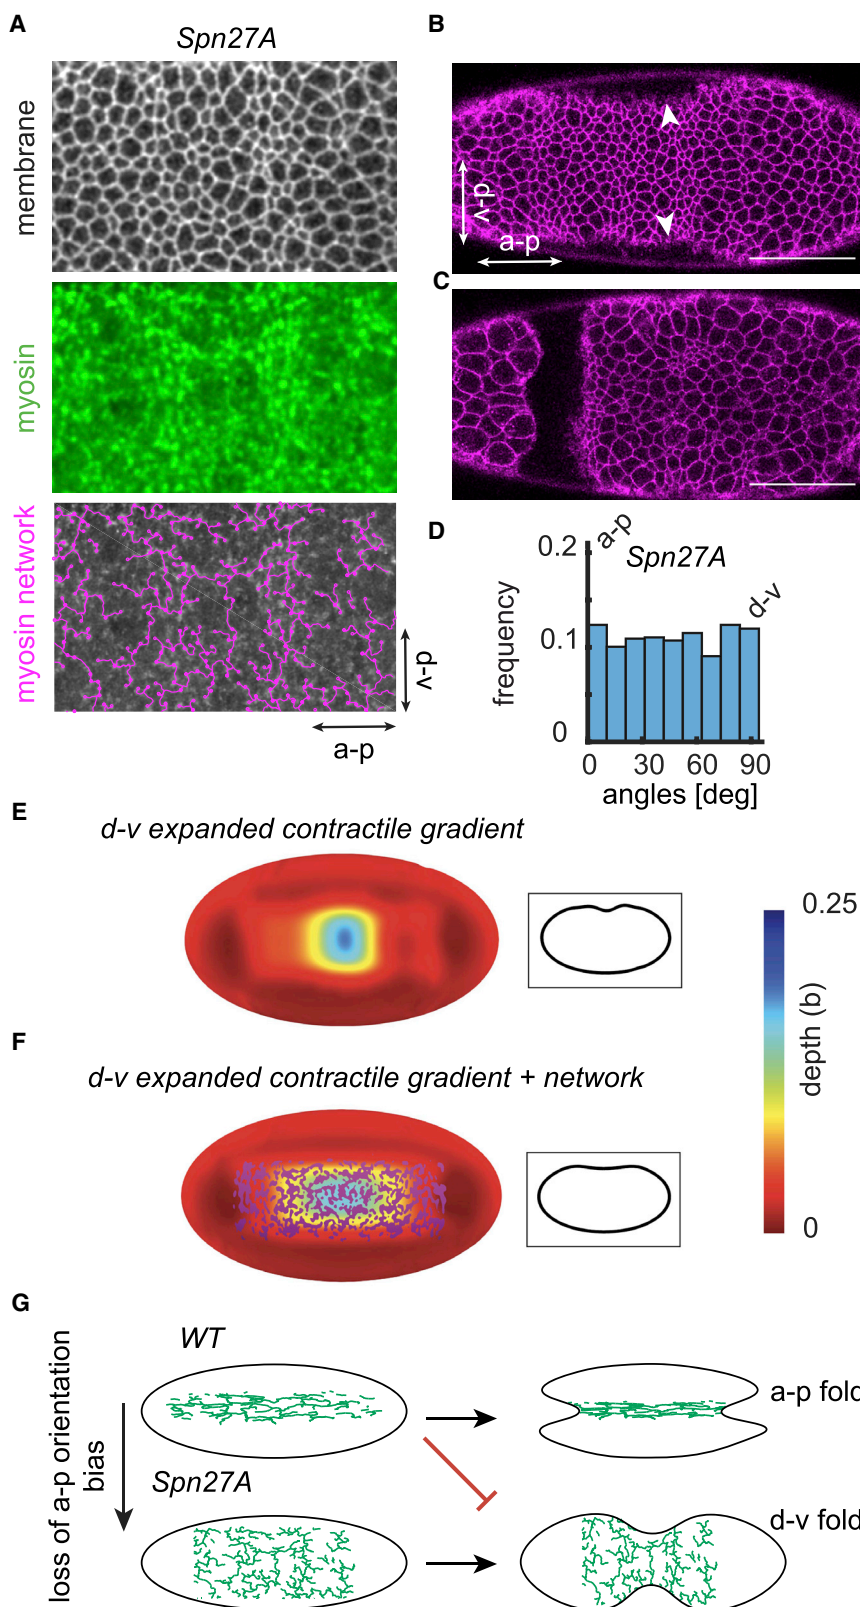 A
Spn27A
membrane
myosin
myosin network
d-v
a-p
B
d-v
a-p
C
D
Spn27A
a-p
d-v
frequency
0.2
0.1
0
0
30
60
90
angles [deg]
E
d-v expanded contractile gradient
F
d-v expanded contractile gradient + network
0.25
depth (b)
0
G
loss of a-p orientation
bias
WT
a-p fold
Spn27A
d-v fold